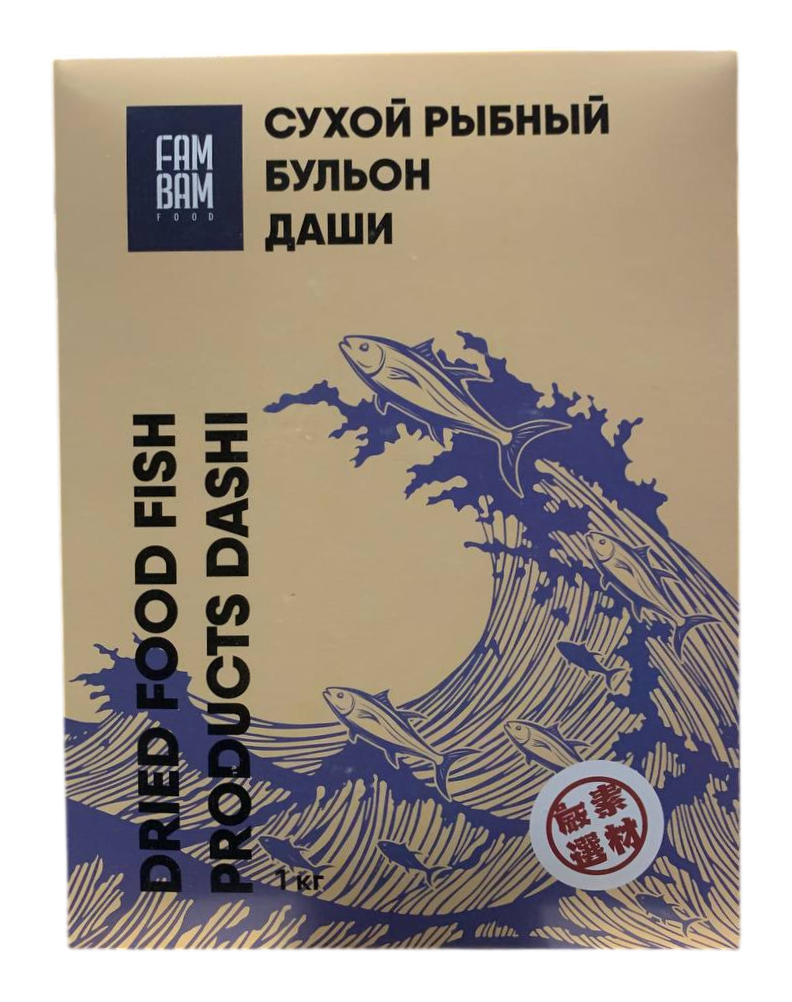 FAM
BAM
FOOD
СУХОЙ РЫБНЫЙ
БУЛЬОН
ДАШИ
DRIED FOOD FISH
PRODUCTS DASHI
1 кг
素材
厳選